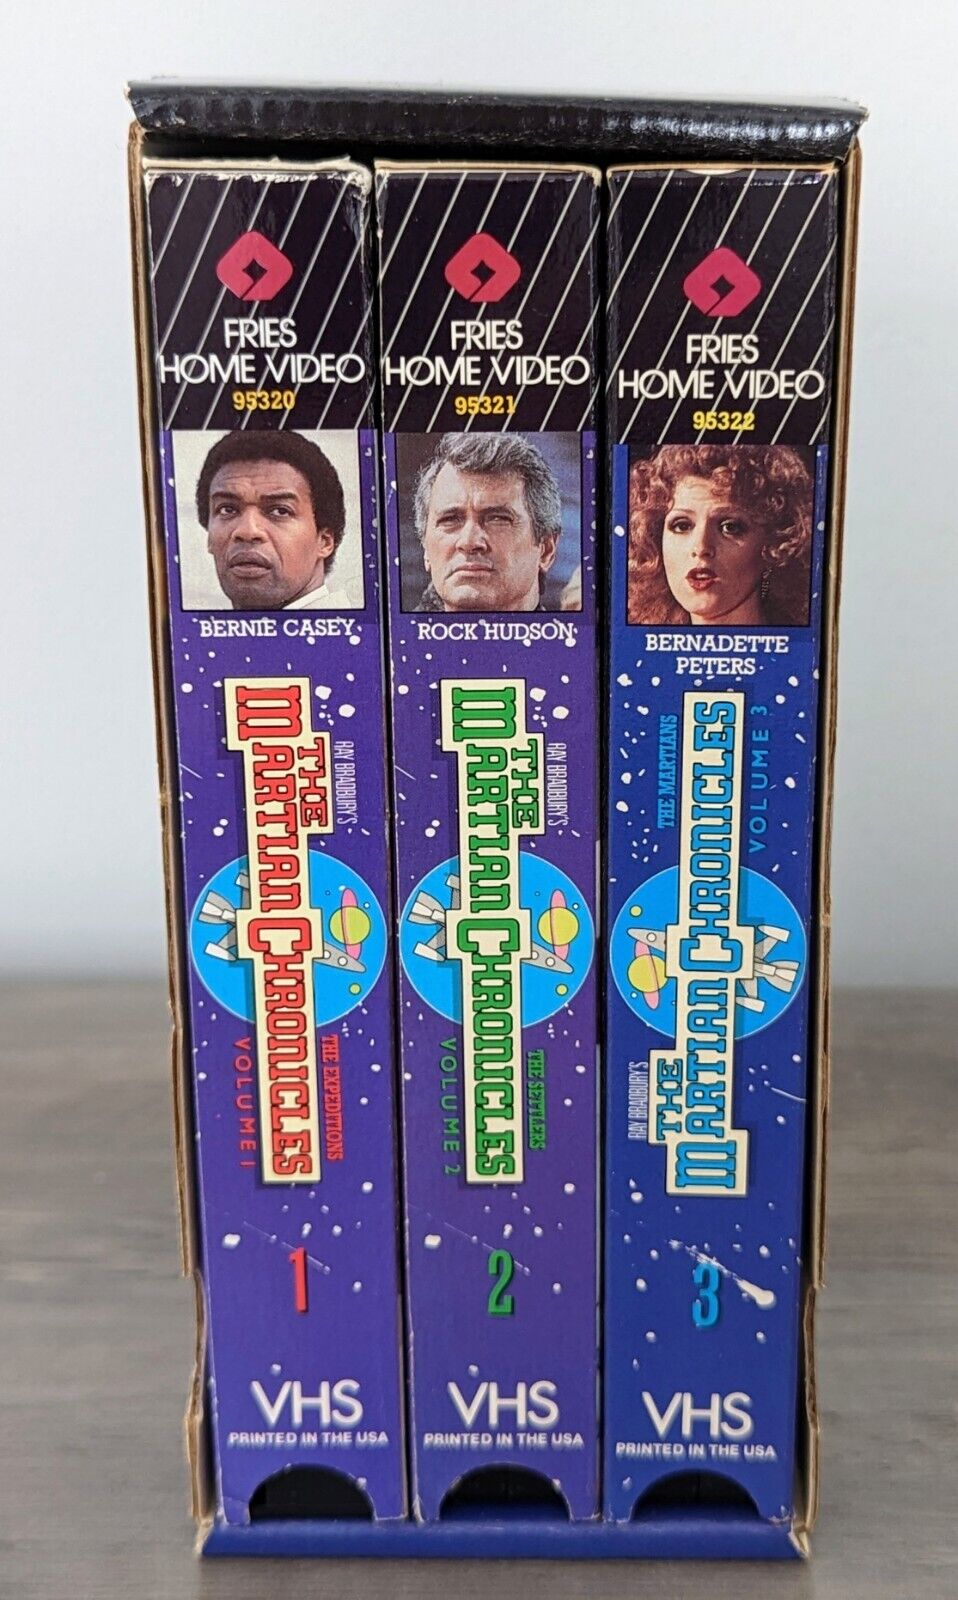 FRIES
HOME VIDEO
95320
BERNIE CASEY
RAY BRADBURY'S
THE
MARTIAN CHRONICLES
THE EXPEDITIONS
VOLUME 1
1
VHS
PRINTED IN THE USA
FRIES
HOME VIDEO
95321
ROCK HUDSON
RAY BRADBURY'S
THE
MARTIAN CHRONICLES
THE SETTLERS
VOLUME 2
2
VHS
PRINTED IN THE USA
FRIES
HOME VIDEO
95322
BERNADETTE
PETERS
RAY BRADBURY'S
THE
MARTIAN CHRONICLES
THE MARTIANS
VOLUME 3
3
VHS
PRINTED IN THE USA